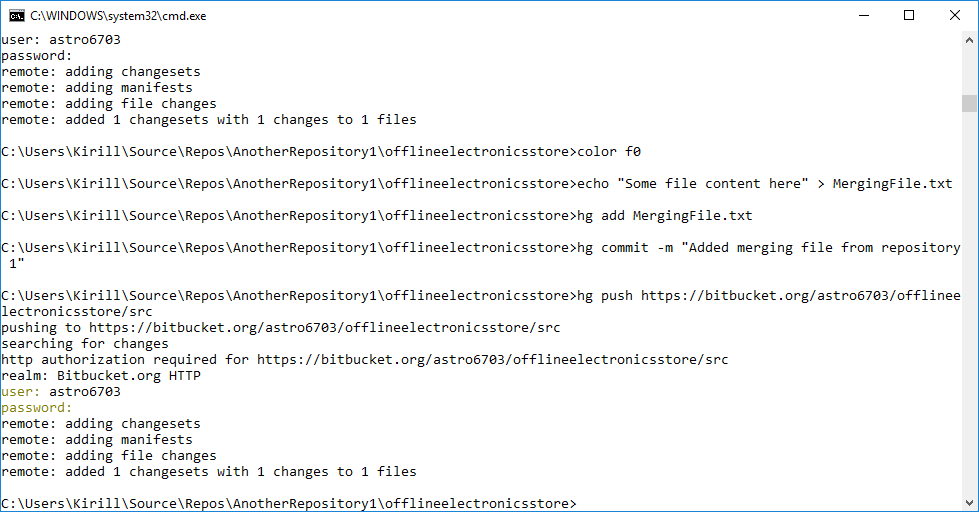 C:\WINDOWS\system32\cmd.exe
user: astro6703
password:
remote: adding changesets
remote: adding manifests
remote: adding file changes
remote: added 1 changesets with 1 changes to 1 files
C:\Users\Kirill\Source\Repos\AnotherRepository1\offlineelectronicsstore>color f0
C:\Users\Kirill\Source\Repos\AnotherRepository1\offlineelectronicsstore>echo "Some file content here" > MergingFile.txt
C:\Users\Kirill\Source\Repos\AnotherRepository1\offlineelectronicsstore>hg add MergingFile.txt
C:\Users\Kirill\Source\Repos\AnotherRepository1\offlineelectronicsstore>hg commit -m "Added merging file from repository
 1"
C:\Users\Kirill\Source\Repos\AnotherRepository1\offlineelectronicsstore>hg push https://bitbucket.org/astro6703/offlinee
lectronicsstore/src
pushing to https://bitbucket.org/astro6703/offlineelectronicsstore/src
searching for changes
http authorization required for https://bitbucket.org/astro6703/offlineelectronicsstore/src
realm: Bitbucket.org HTTP
user: astro6703
password:
remote: adding changesets
remote: adding manifests
remote: adding file changes
remote: added 1 changesets with 1 changes to 1 files
C:\Users\Kirill\Source\Repos\AnotherRepository1\offlineelectronicsstore>